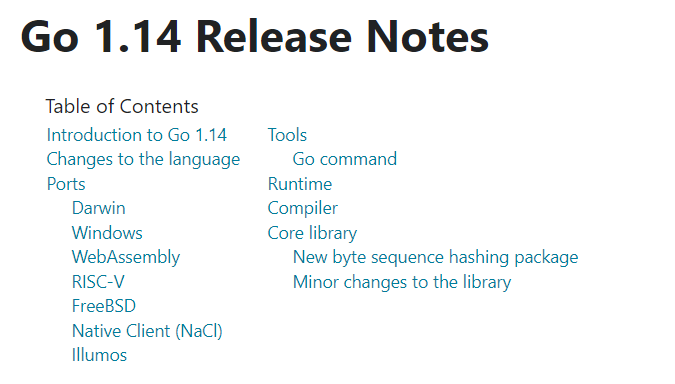 Go 1.14 Release Notes
Table of Contents
Introduction to Go 1.14
Changes to the language
Ports
Darwin
Windows
WebAssembly
RISC-V
FreeBSD
Native Client (NaCl)
Illumos
Tools
Go command
Runtime
Compiler
Core library
New byte sequence hashing package
Minor changes to the library